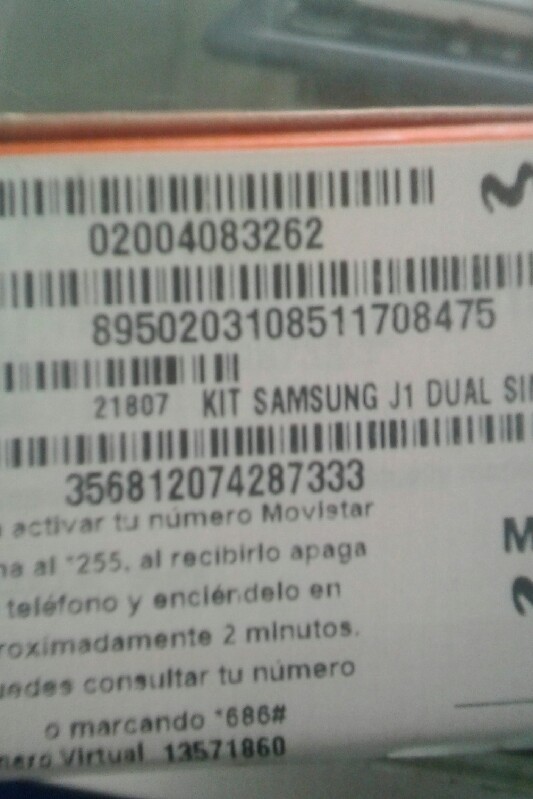 02004083262
8950203108511708475
21807 KIT SAMSUNG J1 DUAL SI
356812074287333
activar tu número Movistar
al *255, al recibirlo apaga
teléfono y enciéndelo en
roximadamente 2 minutos.
uedes consultar tu número
o marcando *686#
Virtual 13571860
M